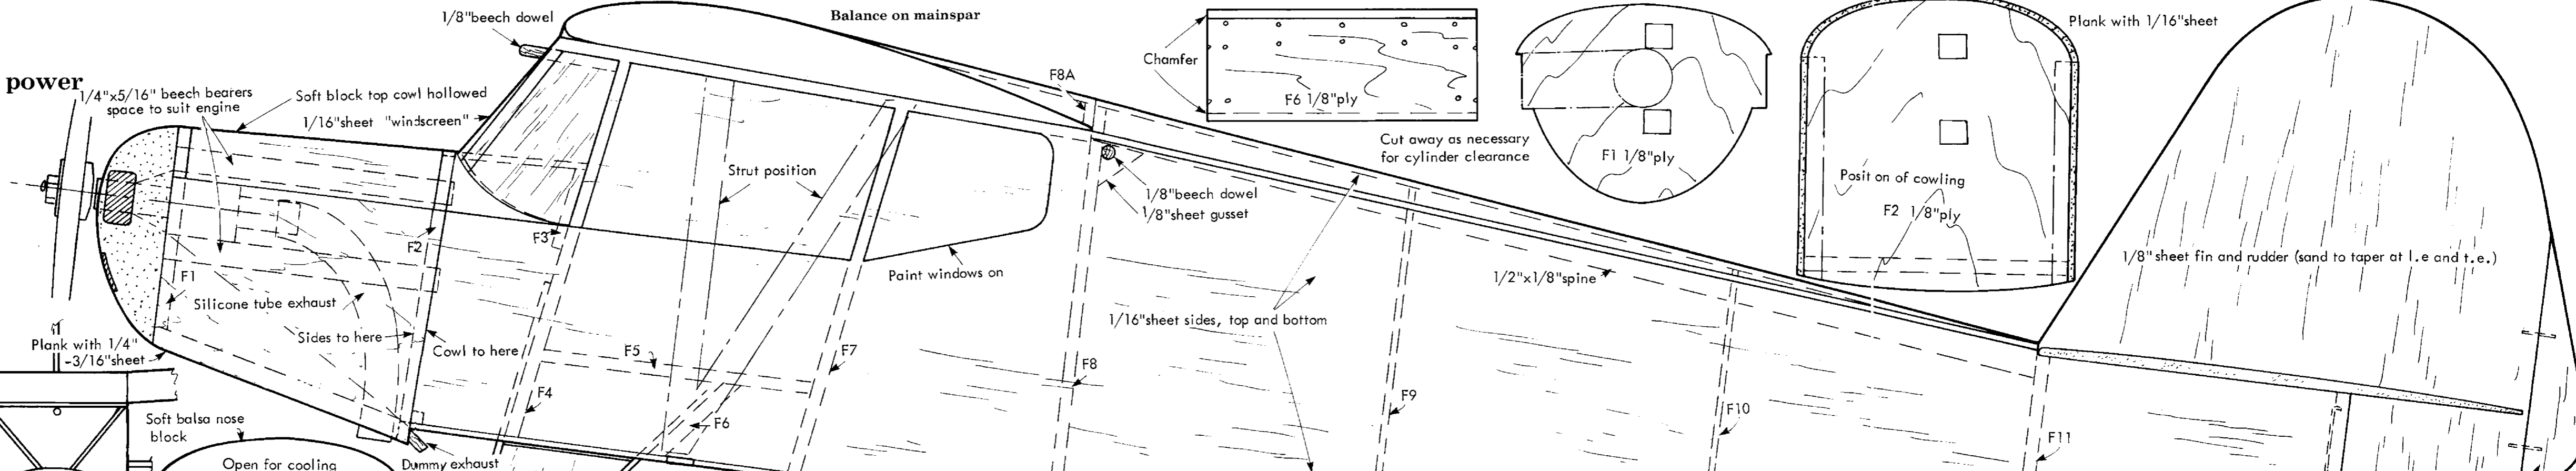 power
1/4"x5/16" beech bearers
space to suit engine
1/8"beech dowel
Balance on mainspar
Soft block top cowl hollowed
1/16"sheet "windscreen"
F8A
Chamfer
F6 1/8"ply
Cut away as necessary
for cylinder clearance
F1 1/8"ply
Plank with 1/16"sheet
Position of cowling
F2 1/8"ply
1/8"sheet fin and rudder (sand to taper at l.e and t.e.)
Strut position
1/8"beech dowel
1/8"sheet gusset
F2
F3
Paint windows on
1/2"x1/8"spine
F1
Silicone tube exhaust
Sides to here
Cowl to here
1/16"sheet sides, top and bottom
Plank with 1/4"
-3/16"sheet
F5
F7
F8
F4
F9
F10
F6
F11
Soft balsa nose
block
Open for cooling
Dummy exhaust